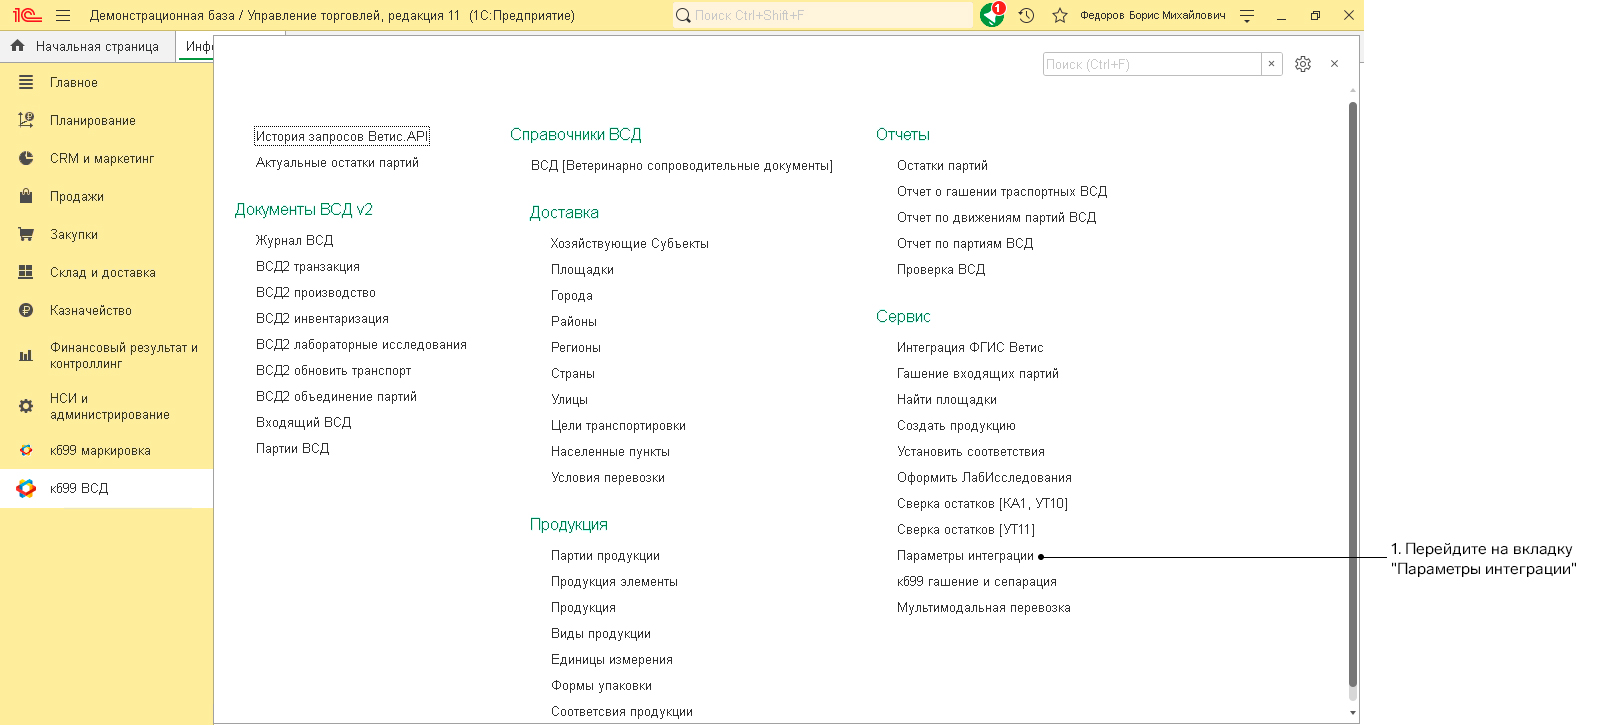 1С Демонстрационная база / Управление торговлей, редакция 11 (1С:Предприятие)
Поиск Ctrl+Shift+F
1
Федоров Борис Михайлович
Начальная страница
Инфо
Главное
Планирование
CRM и маркетинг
Продажи
Закупки
Склад и доставка
Казначейство
Финансовый результат и
контроллинг
НСИ и
администрирование
кб99 маркировка
кб99 ВСД
Поиск (Ctrl+F)
История запросов Ветис.API
Актуальные остатки партий
Документы ВСД v2
Журнал ВСД
ВСД2 транзакция
ВСД2 производство
ВСД2 инвентаризация
ВСД2 лабораторные исследования
ВСД2 обновить транспорт
ВСД2 объединение партий
Входящий ВСД
Партии ВСД
Справочники ВСД
ВСД [Ветеринарно сопроводительные документы]
Доставка
Хозяйствующие Субъекты
Площадки
Города
Районы
Регионы
Страны
Улицы
Цели транспортировки
Населенные пункты
Условия перевозки
Продукция
Партии продукции
Продукция элементы
Продукция
Виды продукции
Единицы измерения
Формы упаковки
Соответсвия продукции
Отчеты
Остатки партий
Отчет о гашении траспортных ВСД
Отчет по движениям партий ВСД
Отчет по партиям ВСД
Проверка ВСД
Сервис
Интеграция ФГИС Ветис
Гашение входящих партий
Найти площадки
Создать продукцию
Установить соответствия
Оформить ЛабИсследования
Сверка остатков [КА1, УТ10]
Сверка остатков [УТ11]
Параметры интеграции
кб99 гашение и сепарация
Мультимодальная перевозка
1. Перейдите на вкладку
"Параметры интеграции"